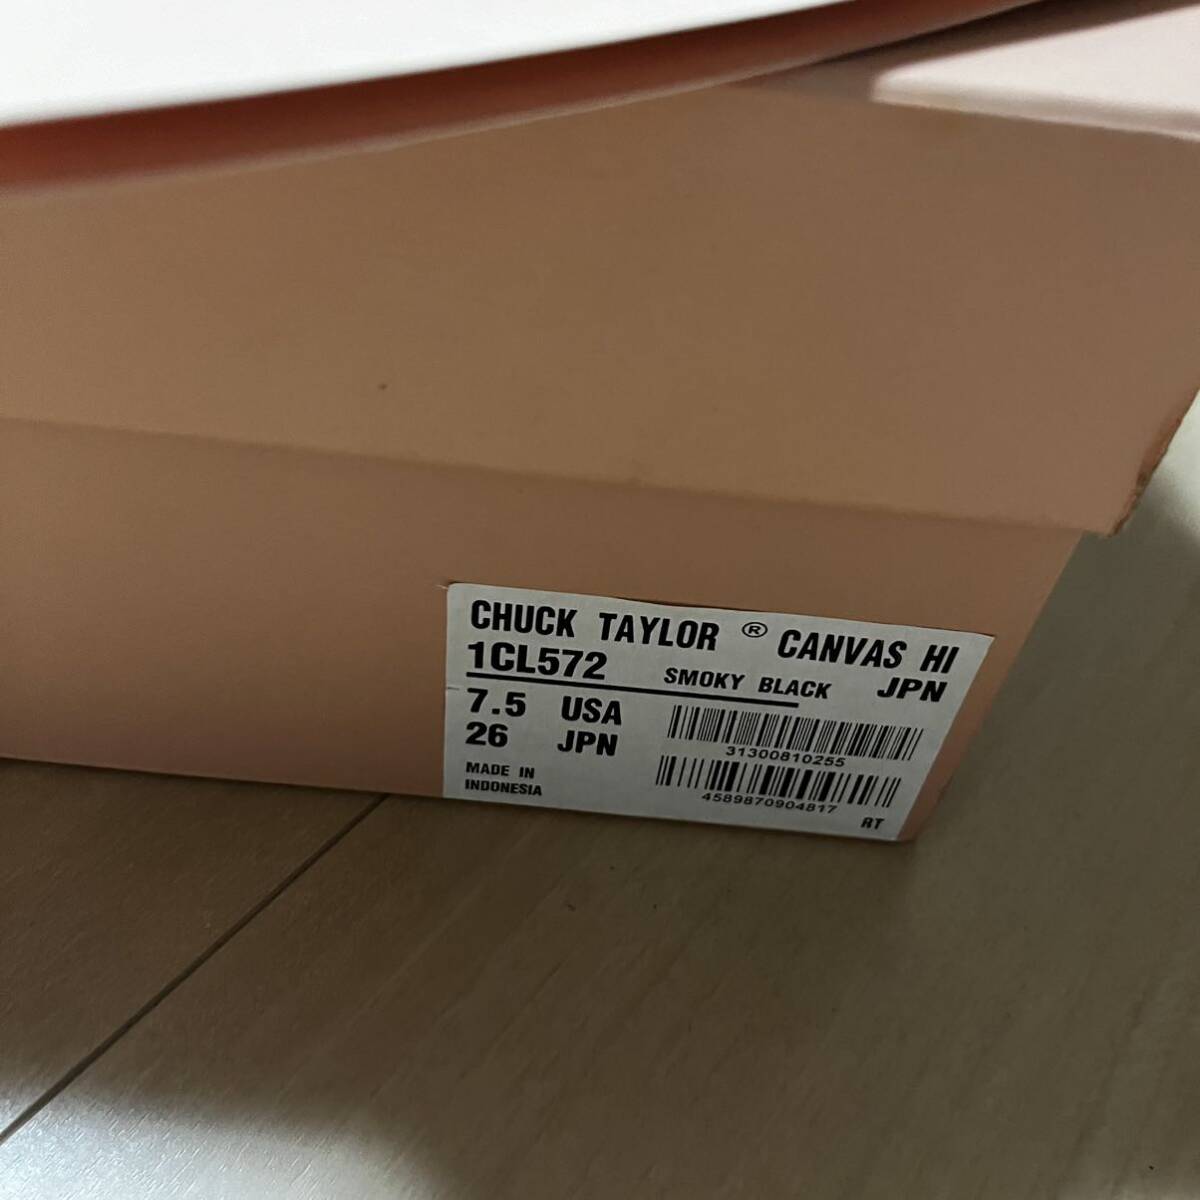 CHUCK TAYLOR ® CANVAS HI
1CL572 SMOKY BLACK JPN
7.5 USA
26 JPN
31300810255
MADE IN
INDONESIA
4589870904817
RT